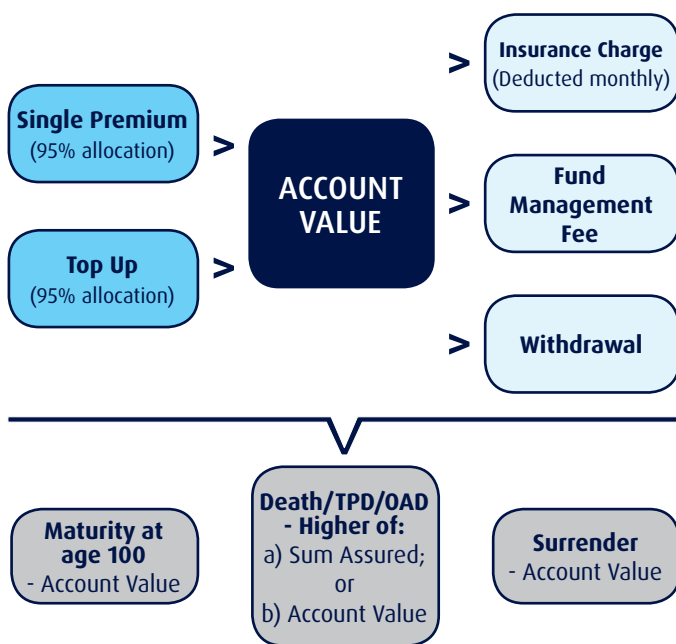 Single Premium
(95% allocation)
>
Top Up
(95% allocation)
>
ACCOUNT
VALUE
>
Insurance Charge
(Deducted monthly)
>
Fund
Management
Fee
>
Withdrawal
Maturity at
age 100
- Account Value
Death/TPD/OAD
- Higher of:
a) Sum Assured;
or
b) Account Value
Surrender
- Account Value